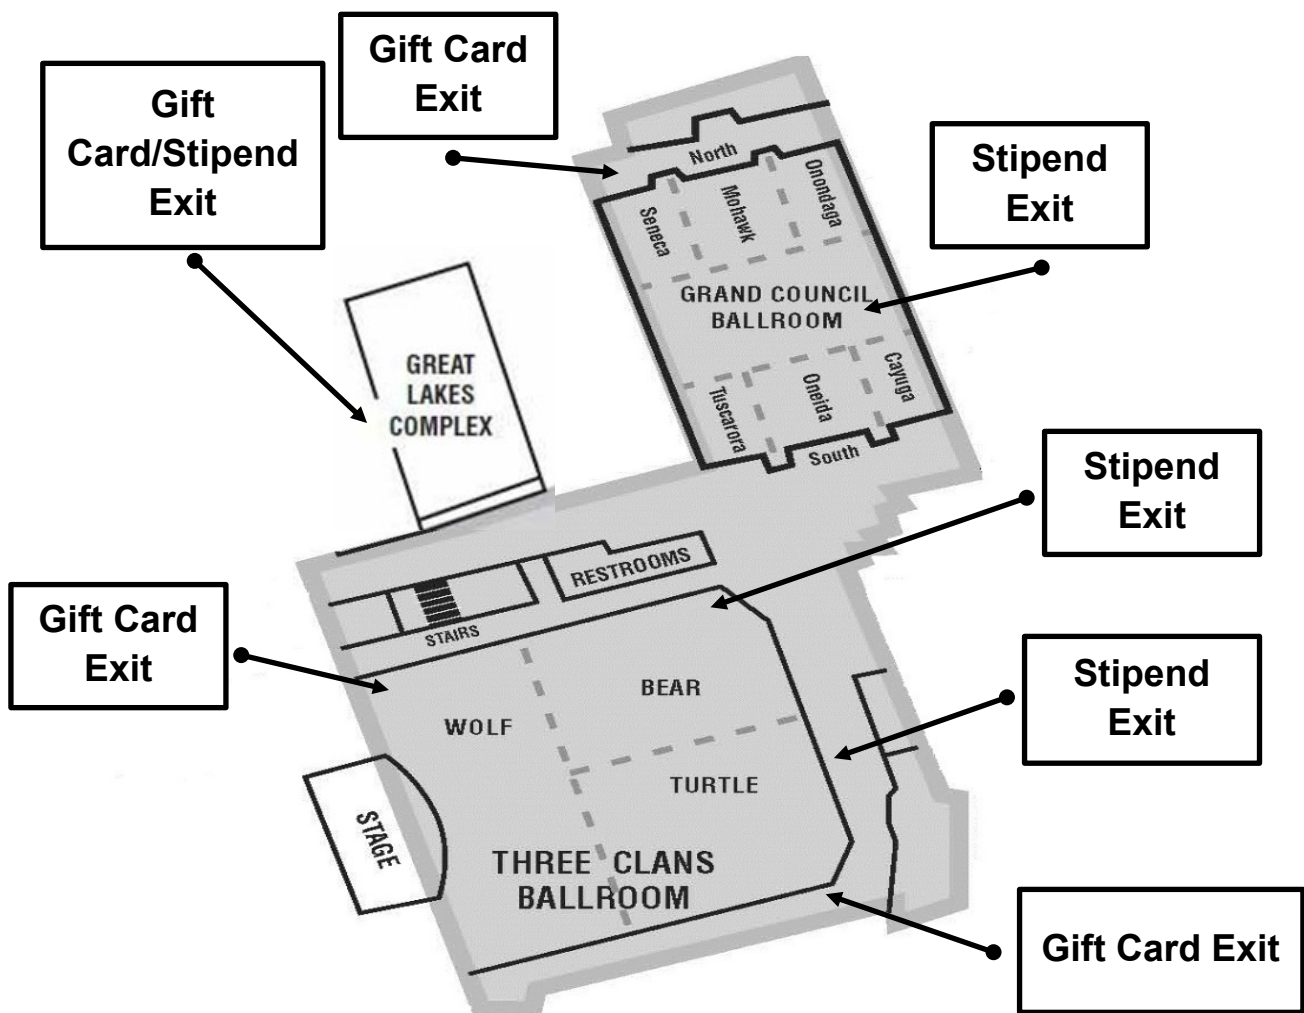 Gift Card
Exit
Gift
Card/Stipend
Exit
Stipend
Exit
North
Seneca
Mohawk
Onondaga
GRAND COUNCIL
BALLROOM
Tuscarora
Oneida
Cayuga
South
GREAT
LAKES
COMPLEX
Stipend
Exit
RESTROOMS
STAIRS
Gift Card
Exit
BEAR
WOLF
TURTLE
Stipend
Exit
STAGE
THREE CLANS
BALLROOM
Gift Card Exit